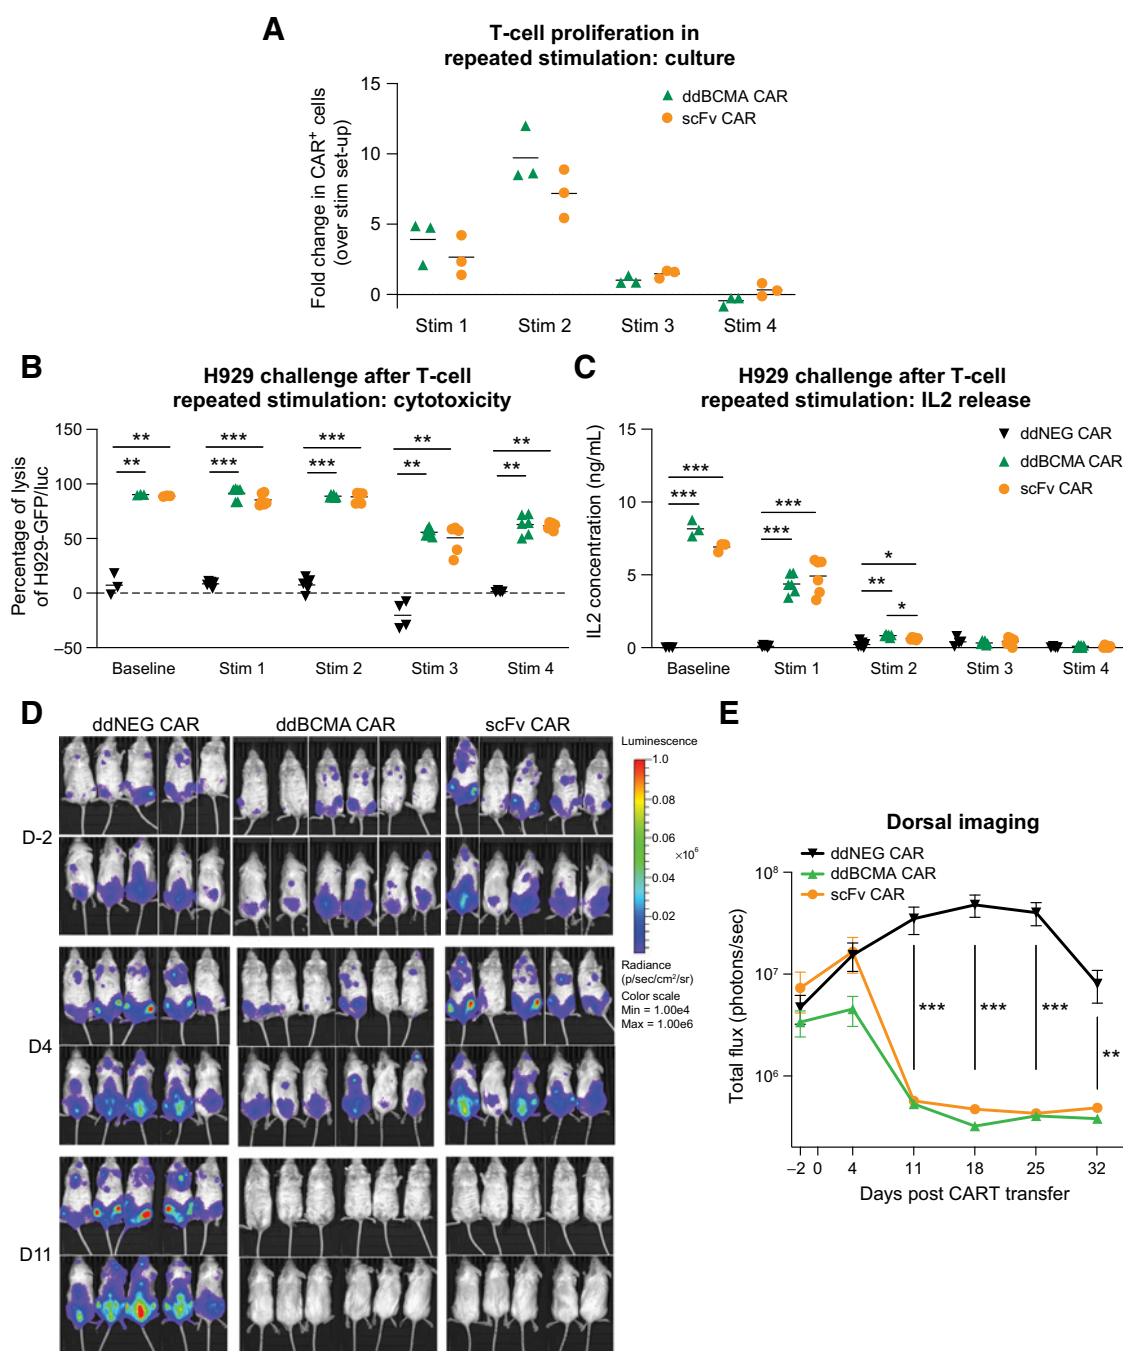 A
T-cell proliferation in
repeated stimulation: culture
Fold change in CAR⁺ cells
(over stim set-up)
15
10
5
0
ddBCMA CAR
scFv CAR
Stim 1
Stim 2
Stim 3
Stim 4
B
H929 challenge after T-cell
repeated stimulation: cytotoxicity
Percentage of lysis
of H929-GFP/luc
150
100
50
0
–50
** ** *** *** *** *** ** ** ** **
Baseline
Stim 1
Stim 2
Stim 3
Stim 4
C
H929 challenge after T-cell
repeated stimulation: IL2 release
IL2 concentration (ng/mL)
15
10
5
0
ddNEG CAR
ddBCMA CAR
scFv CAR
*** *** *** *** * ** *
Baseline
Stim 1
Stim 2
Stim 3
Stim 4
D
ddNEG CAR
ddBCMA CAR
scFv CAR
D-2
D4
D11
Luminescence
1.0
0.08
0.06
×10⁶
0.04
0.02
Radiance
(p/sec/cm²/sr)
Color scale
Min = 1.00e4
Max = 1.00e6
E
Dorsal imaging
ddNEG CAR
ddBCMA CAR
scFv CAR
Total flux (photons/sec)
10⁸
10⁷
10⁶
*** *** *** **
–2 0 4 11 18 25 32
Days post CART transfer